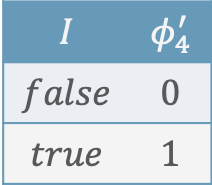 I ϕ′₄
false 0
true 1